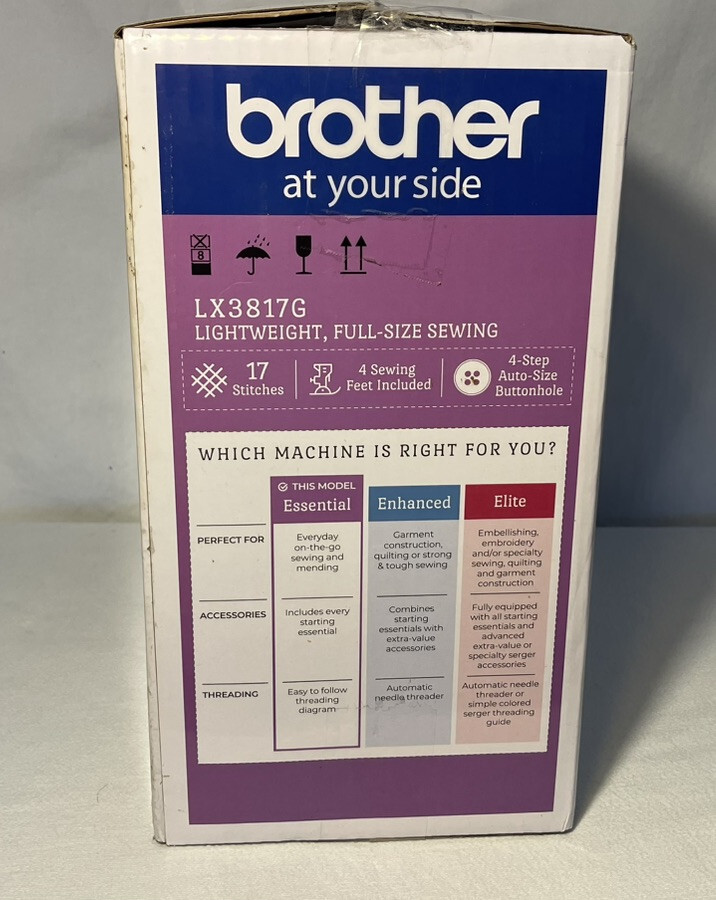 brother
at your side
8
LX3817G
LIGHTWEIGHT, FULL-SIZE SEWING
17
Stitches
4 Sewing
Feet Included
4-Step
Auto-Size
Buttonhole
WHICH MACHINE IS RIGHT FOR YOU?
THIS MODEL
Essential
Enhanced
Elite
PERFECT FOR
Everyday
on-the-go
sewing and
mending
Garment
construction,
quilting or strong
& tough sewing
Embellishing,
embroidery
and/or specialty
sewing, quilting
and garment
construction
ACCESSORIES
Includes every
starting
essential
Combines
starting
essentials with
extra-value
accessories
Fully equipped
with all starting
essentials and
advanced
extra-value or
specialty serger
accessories
THREADING
Easy to follow
threading
diagram
Automatic
needle threader
Automatic needle
threader or
simple colored
serger threading
guide